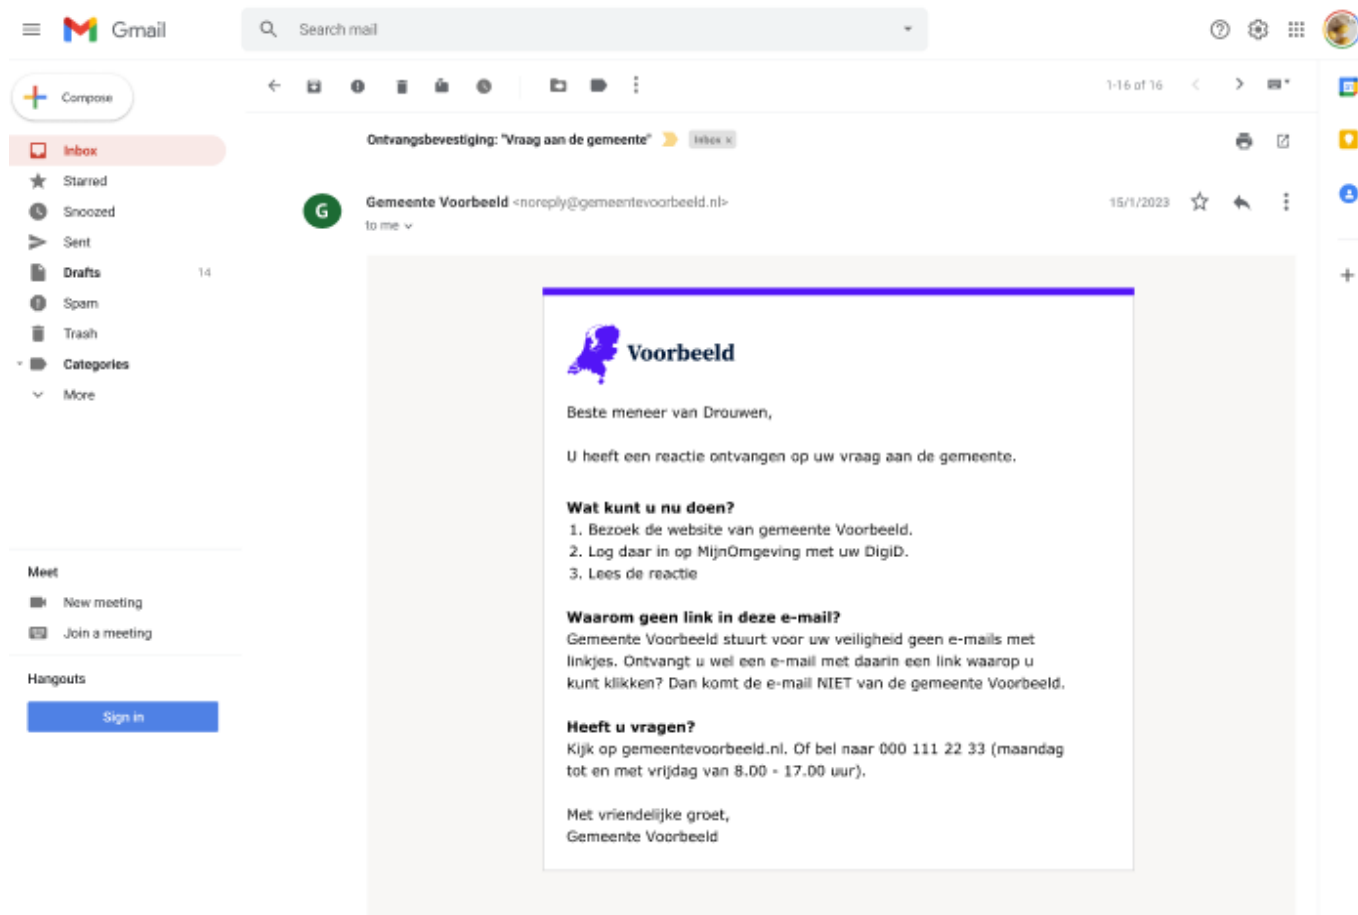 Gmail
Search mail
Compose
1-16 of 16
Inbox
Starred
Snoozed
Sent
Drafts 14
Spam
Trash
Categories
More
Meet
New meeting
Join a meeting
Hangouts
Sign in
Ontvangsbevestiging: "Vraag aan de gemeente" Inbox x
G
Gemeente Voorbeeld <noreply@gemeentevoorbeeld.nl> 15/1/2023
to me
Voorbeeld
Beste meneer van Drouwen,
U heeft een reactie ontvangen op uw vraag aan de gemeente.
Wat kunt u nu doen?
1. Bezoek de website van gemeente Voorbeeld.
2. Log daar in op MijnOmgeving met uw DigiD.
3. Lees de reactie
Waarom geen link in deze e-mail?
Gemeente Voorbeeld stuurt voor uw veiligheid geen e-mails met
linkjes. Ontvangt u wel een e-mail met daarin een link waarop u
kunt klikken? Dan komt de e-mail NIET van de gemeente Voorbeeld.
Heeft u vragen?
Kijk op gemeentevoorbeeld.nl. Of bel naar 000 111 22 33 (maandag
tot en met vrijdag van 8.00 - 17.00 uur).
Met vriendelijke groet,
Gemeente Voorbeeld